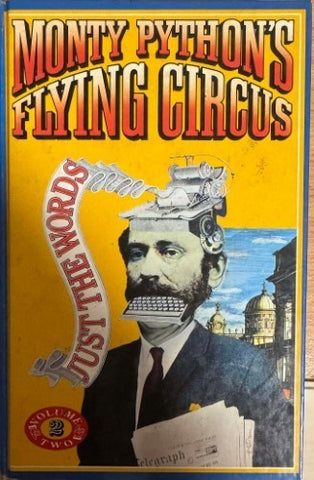 MONTY PYTHON'S
FLYING CIRCUS
JUST THE WORDS
VOLUME
2
TWO
Telegraph